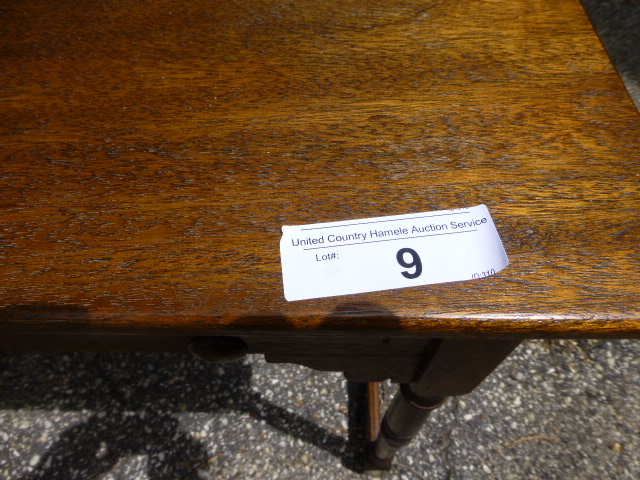 United Country Hamele Auction Service
Lot#:
9
ID:310